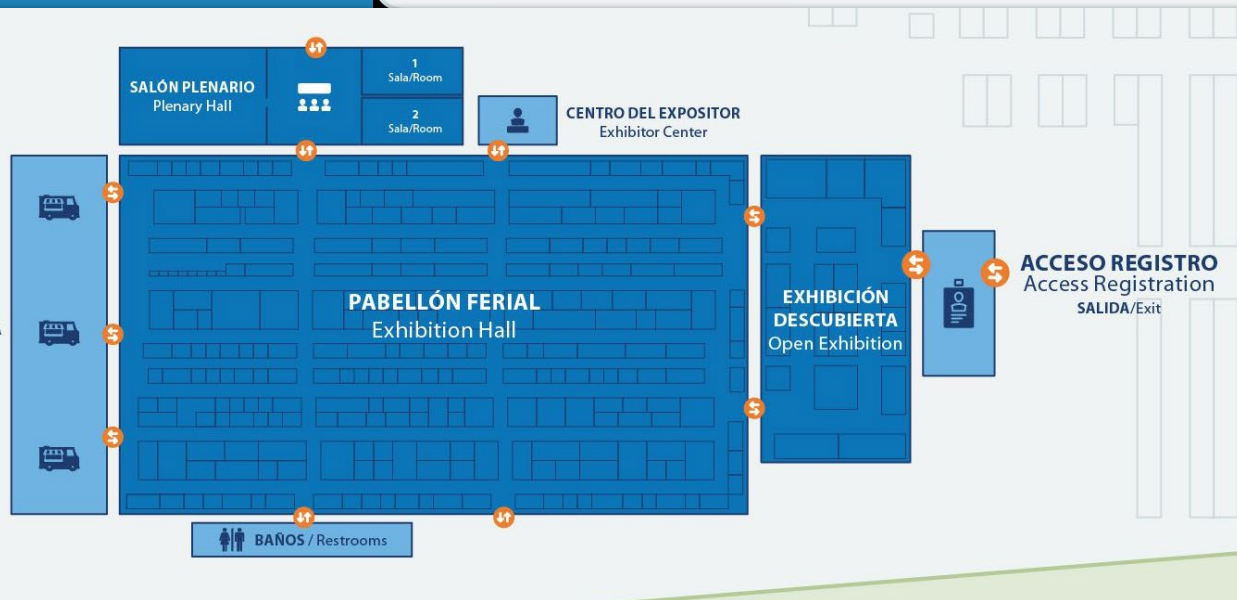 SALÓN PLENARIO
Plenary Hall
1
Sala/Room
2
Sala/Room
CENTRO DEL EXPOSITOR
Exhibitor Center
PABELLÓN FERIAL
Exhibition Hall
EXHIBICIÓN
DESCUBIERTA
Open Exhibition
ACCESO REGISTRO
Access Registration
SALIDA/Exit
BAÑOS / Restrooms